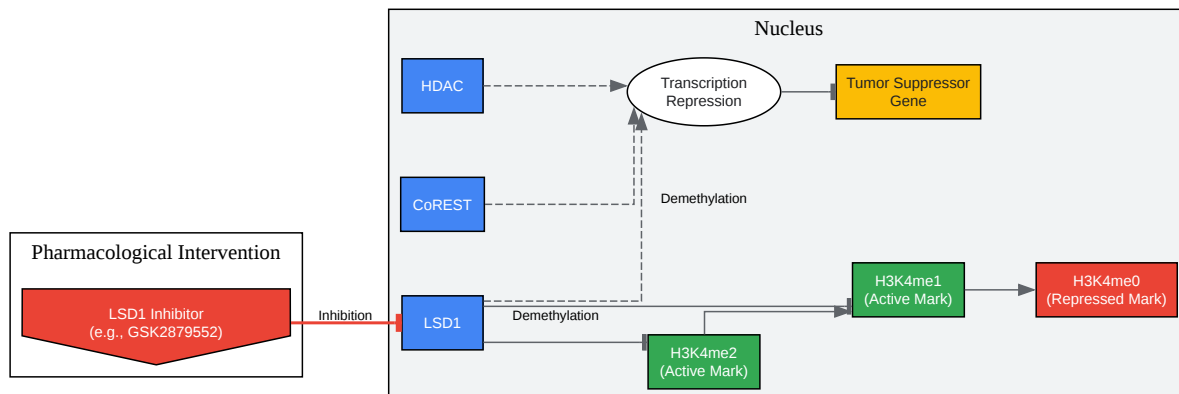 Nucleus
HDAC
Transcription
Repression
Tumor Suppressor
Gene
CoREST
Demethylation
Pharmacological Intervention
LSD1 Inhibitor
(e.g., GSK2879552)
Inhibition
LSD1
Demethylation
H3K4me1
(Active Mark)
H3K4me0
(Repressed Mark)
H3K4me2
(Active Mark)